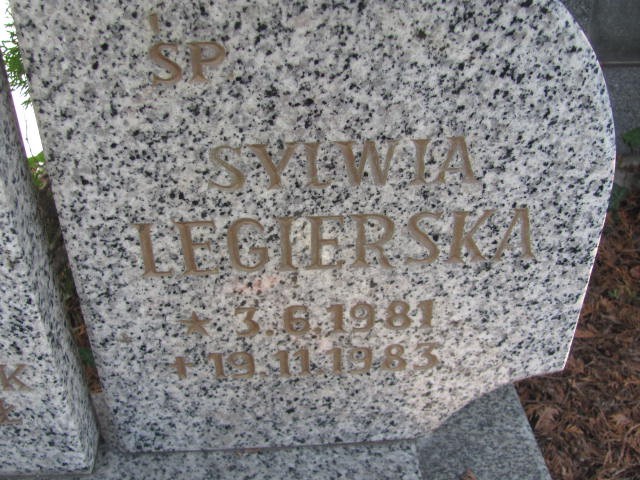 ŚP.
SYLWIA
LEGIERSKA
* 3.6.1981
+ 19.11.1983
K